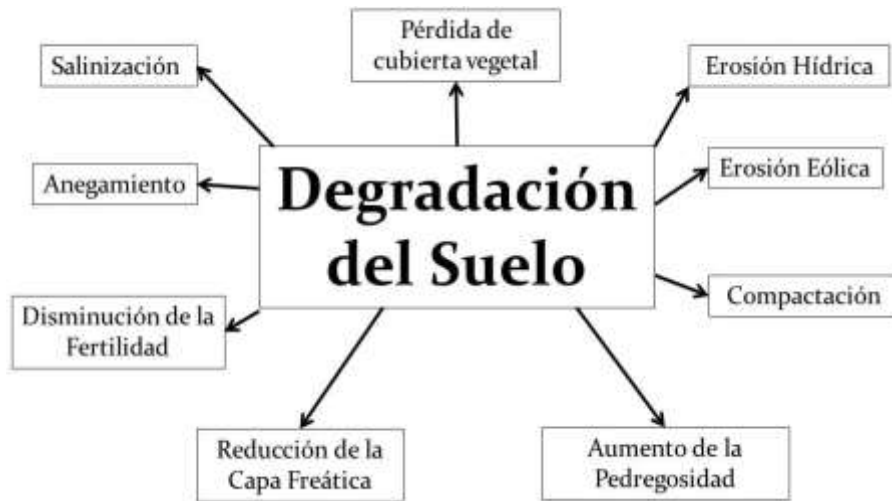 Pérdida de
cubierta vegetal
Salinización
Erosión Hídrica
Anegamiento
Degradación
del Suelo
Erosión Eólica
Disminución de la
Fertilidad
Compactación
Reducción de la
Capa Freática
Aumento de la
Pedregosidad